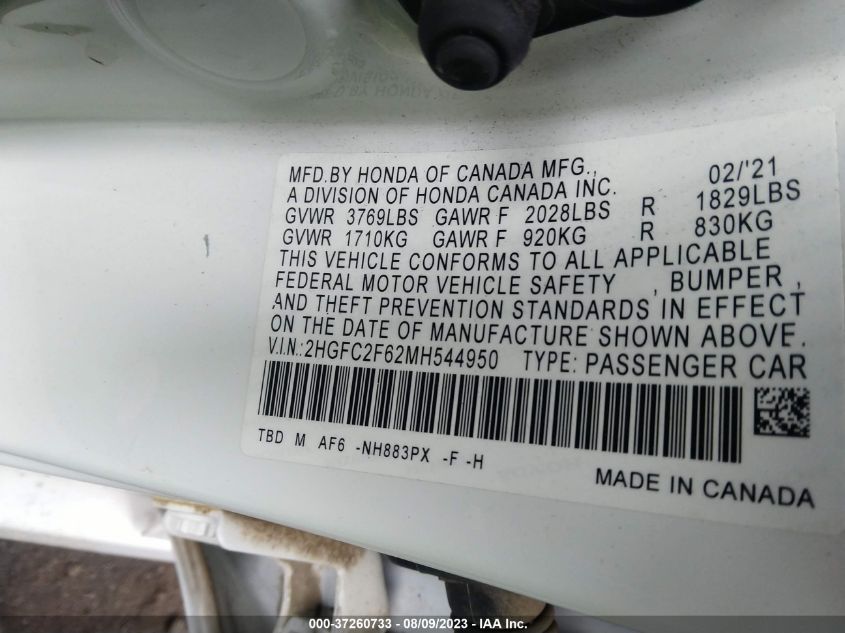 MFD.BY HONDA OF CANADA MFG., 02/'21
A DIVISION OF HONDA CANADA INC.
GVWR 3769LBS GAWR F 2028LBS R 1829LBS
GVWR 1710KG GAWR F 920KG R 830KG
THIS VEHICLE CONFORMS TO ALL APPLICABLE
FEDERAL MOTOR VEHICLE SAFETY , BUMPER ,
AND THEFT PREVENTION STANDARDS IN EFFECT
ON THE DATE OF MANUFACTURE SHOWN ABOVE.
V.I.N.:2HGFC2F62MH544950 TYPE: PASSENGER CAR
TBD M AF6 -NH883PX -F -H
MADE IN CANADA
000-37260733 - 08/09/2023 - IAA Inc.